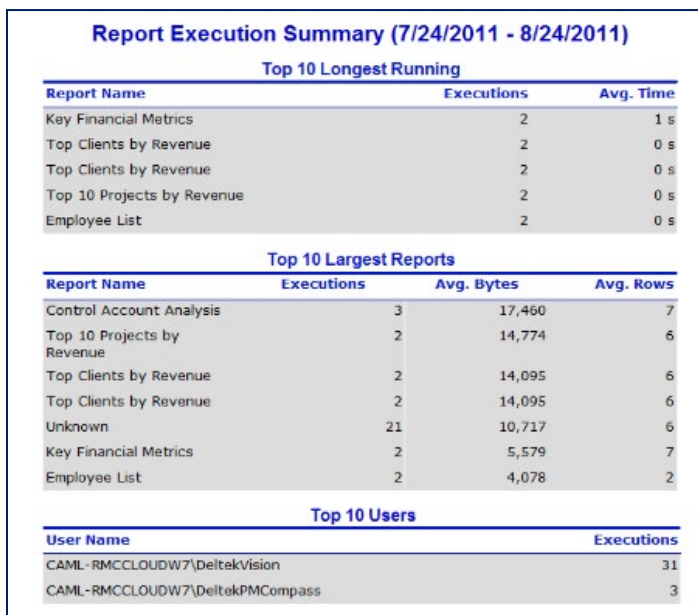 Report Execution Summary (7/24/2011 - 8/24/2011)
Top 10 Longest Running
Report Name Executions Avg. Time
Key Financial Metrics 2 1 s
Top Clients by Revenue 2 0 s
Top Clients by Revenue 2 0 s
Top 10 Projects by Revenue 2 0 s
Employee List 2 0 s
Top 10 Largest Reports
Report Name Executions Avg. Bytes Avg. Rows
Control Account Analysis 3 17,460 7
Top 10 Projects by 2 14,774 6
Revenue
Top Clients by Revenue 2 14,095 6
Top Clients by Revenue 2 14,095 6
Unknown 21 10,717 6
Key Financial Metrics 2 5,579 7
Employee List 2 4,078 2
Top 10 Users
User Name Executions
CAML-RMCCLOUDW7\DeltekVision 31
CAML-RMCCLOUDW7\DeltekPMCompass 3